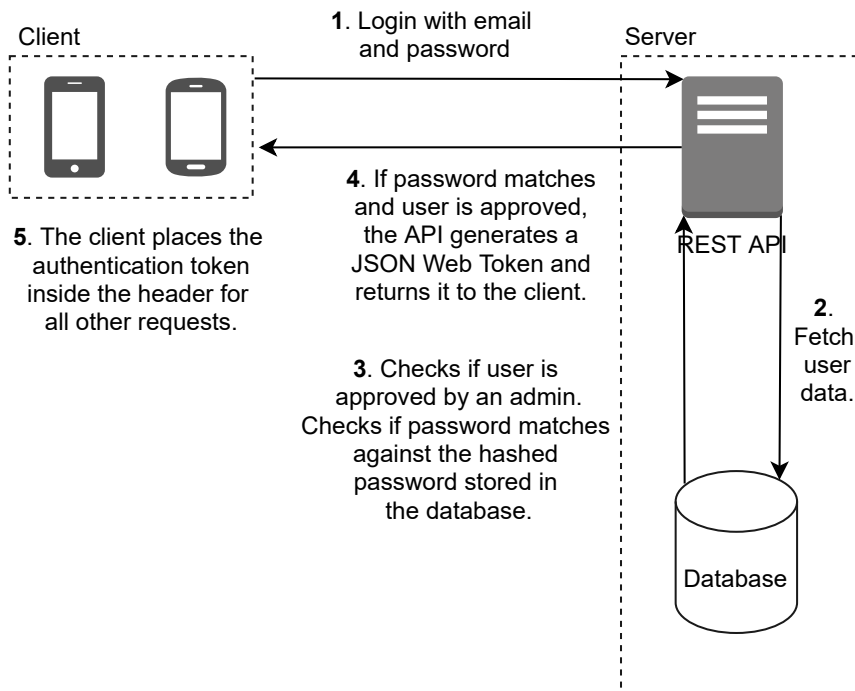 Client
1. Login with email
and password
Server
4. If password matches
and user is approved,
the API generates a
JSON Web Token and
returns it to the client.
5. The client places the
authentication token
inside the header for
all other requests.
REST API
2.
Fetch
user
data.
3. Checks if user is
approved by an admin.
Checks if password matches
against the hashed
password stored in
the database.
Database